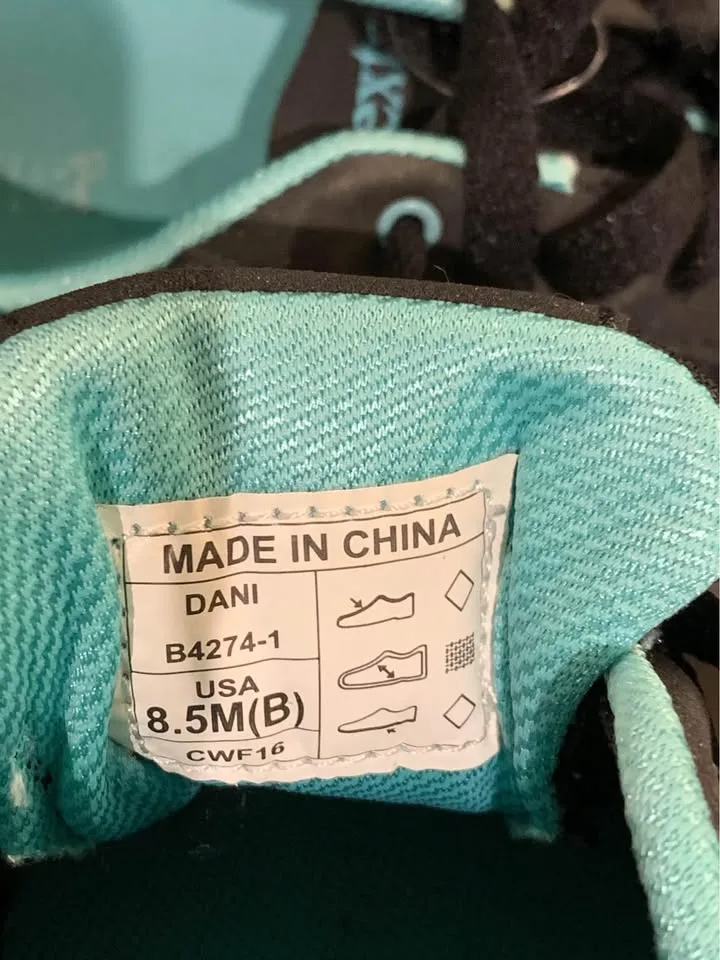 MADE IN CHINA
DANI
B4274-1
USA
8.5M(B)
CWF16